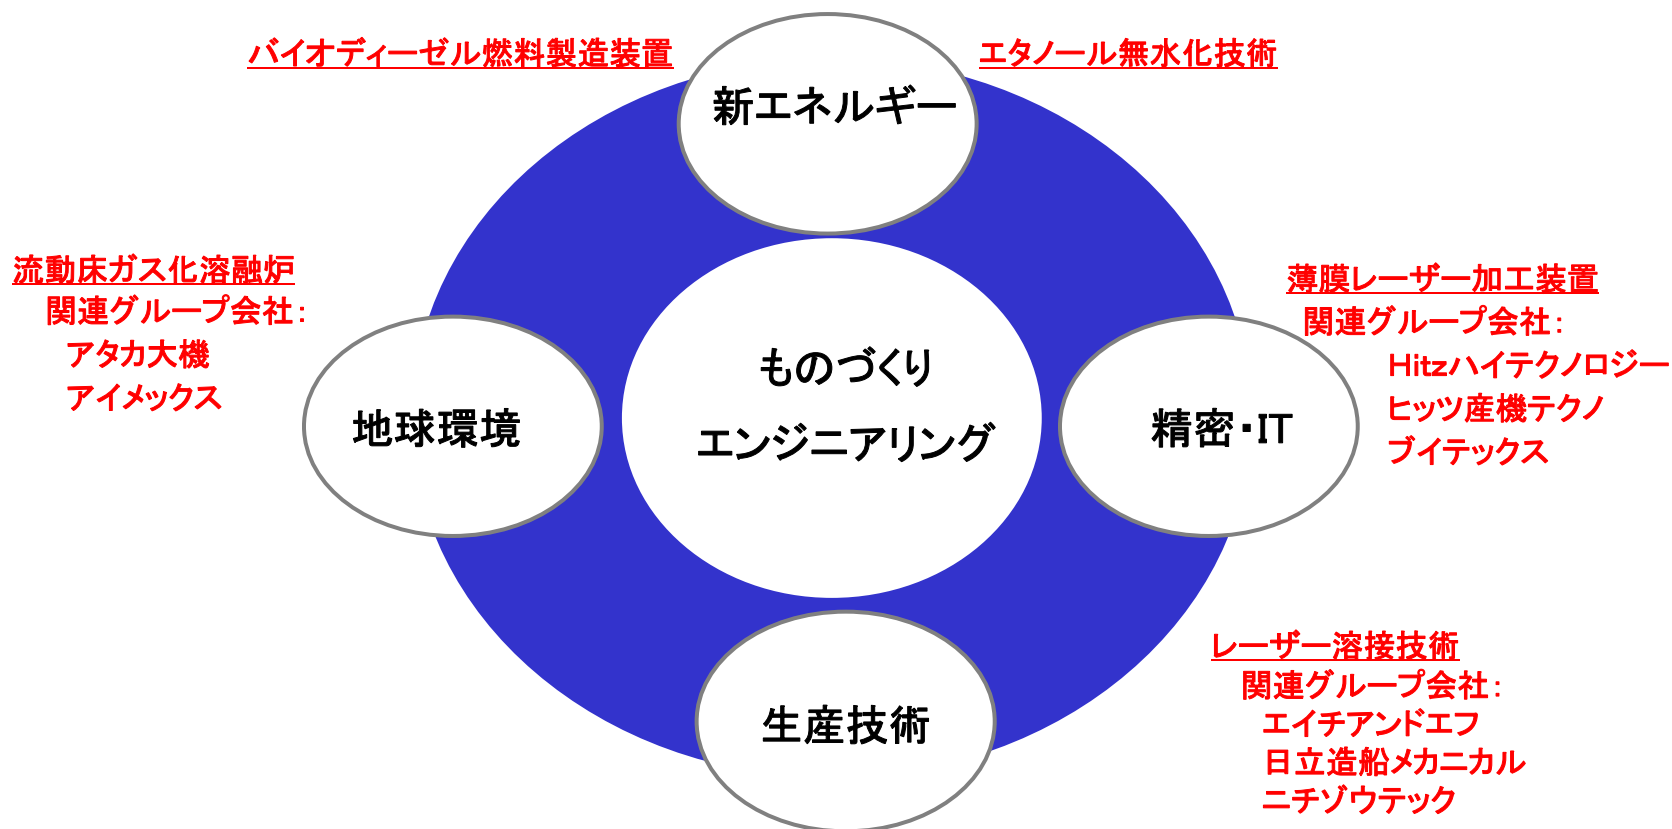 バイオディーゼル燃料製造装置
エタノール無水化技術
新エネルギー
流動床ガス化溶融炉
関連グループ会社：
アタカ大機
アイメックス
薄膜レーザー加工装置
関連グループ会社：
Hitzハイテクノロジー
ヒッツ産機テクノ
ブイテックス
ものづくり
エンジニアリング
地球環境
精密・IT
レーザー溶接技術
関連グループ会社：
エイチアンドエフ
日立造船メカニカル
ニチゾウテック
生産技術